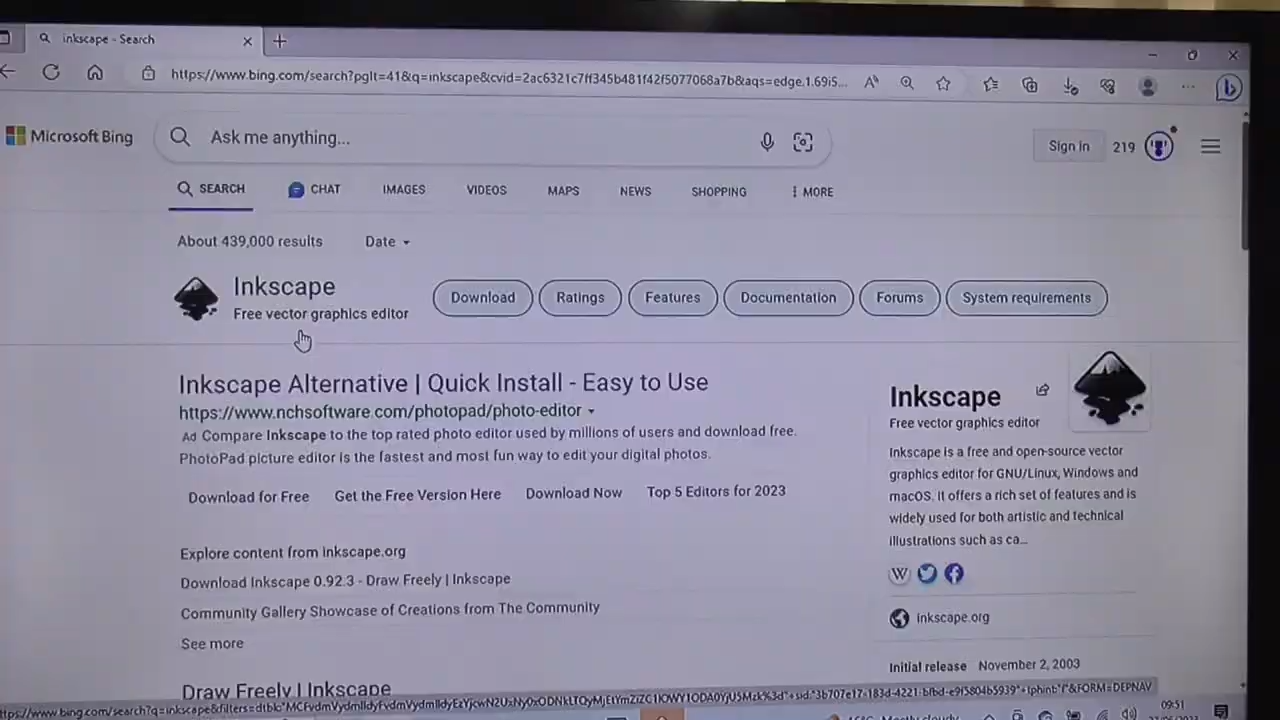 inkscape - Search
https://www.bing.com/search?pglt=41&q=inkscape&cvid=2ac6321c7ff345b481f42f5077068a7b&aqs=edge.1.69i5...
Microsoft Bing
Ask me anything...
Sign in 219
SEARCH CHAT IMAGES VIDEOS MAPS NEWS SHOPPING MORE
About 439,000 results Date
Inkscape
Free vector graphics editor
Download Ratings Features Documentation Forums System requirements
Inkscape Alternative | Quick Install - Easy to Use
https://www.nchsoftware.com/photopad/photo-editor
Ad Compare Inkscape to the top rated photo editor used by millions of users and download free.
PhotoPad picture editor is the fastest and most fun way to edit your digital photos.
Download for Free Get the Free Version Here Download Now Top 5 Editors for 2023
Explore content from inkscape.org
Download Inkscape 0.92.3 - Draw Freely | Inkscape
Community Gallery Showcase of Creations from The Community
See more
Draw Freely | Inkscape
Inkscape
Free vector graphics editor
Inkscape is a free and open-source vector
graphics editor for GNU/Linux, Windows and
macOS. It offers a rich set of features and is
widely used for both artistic and technical
illustrations such as ca...
W
inkscape.org
Initial release November 2, 2003
09:51